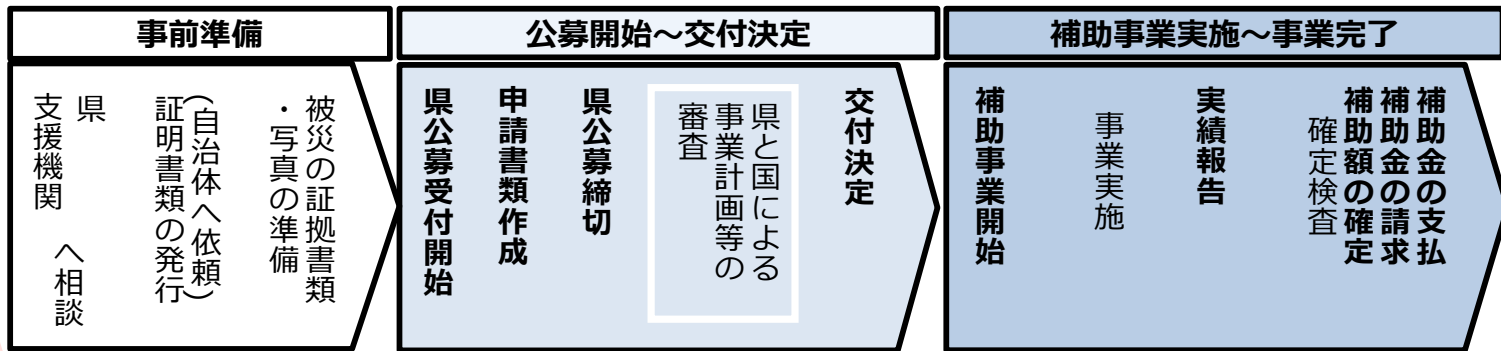 事前準備
公募開始～交付決定
補助事業実施～事業完了
県
支援機関
へ相談
証明書類の発行
(自治体へ依頼)
被災の証拠書類
・写真の準備
県公募受付開始
申請書類作成
県公募締切
県と国による
事業計画等の
審査
交付決定
補助事業開始
事業実施
実績報告
確定検査
補助額の確定
補助金の請求
補助金の支払